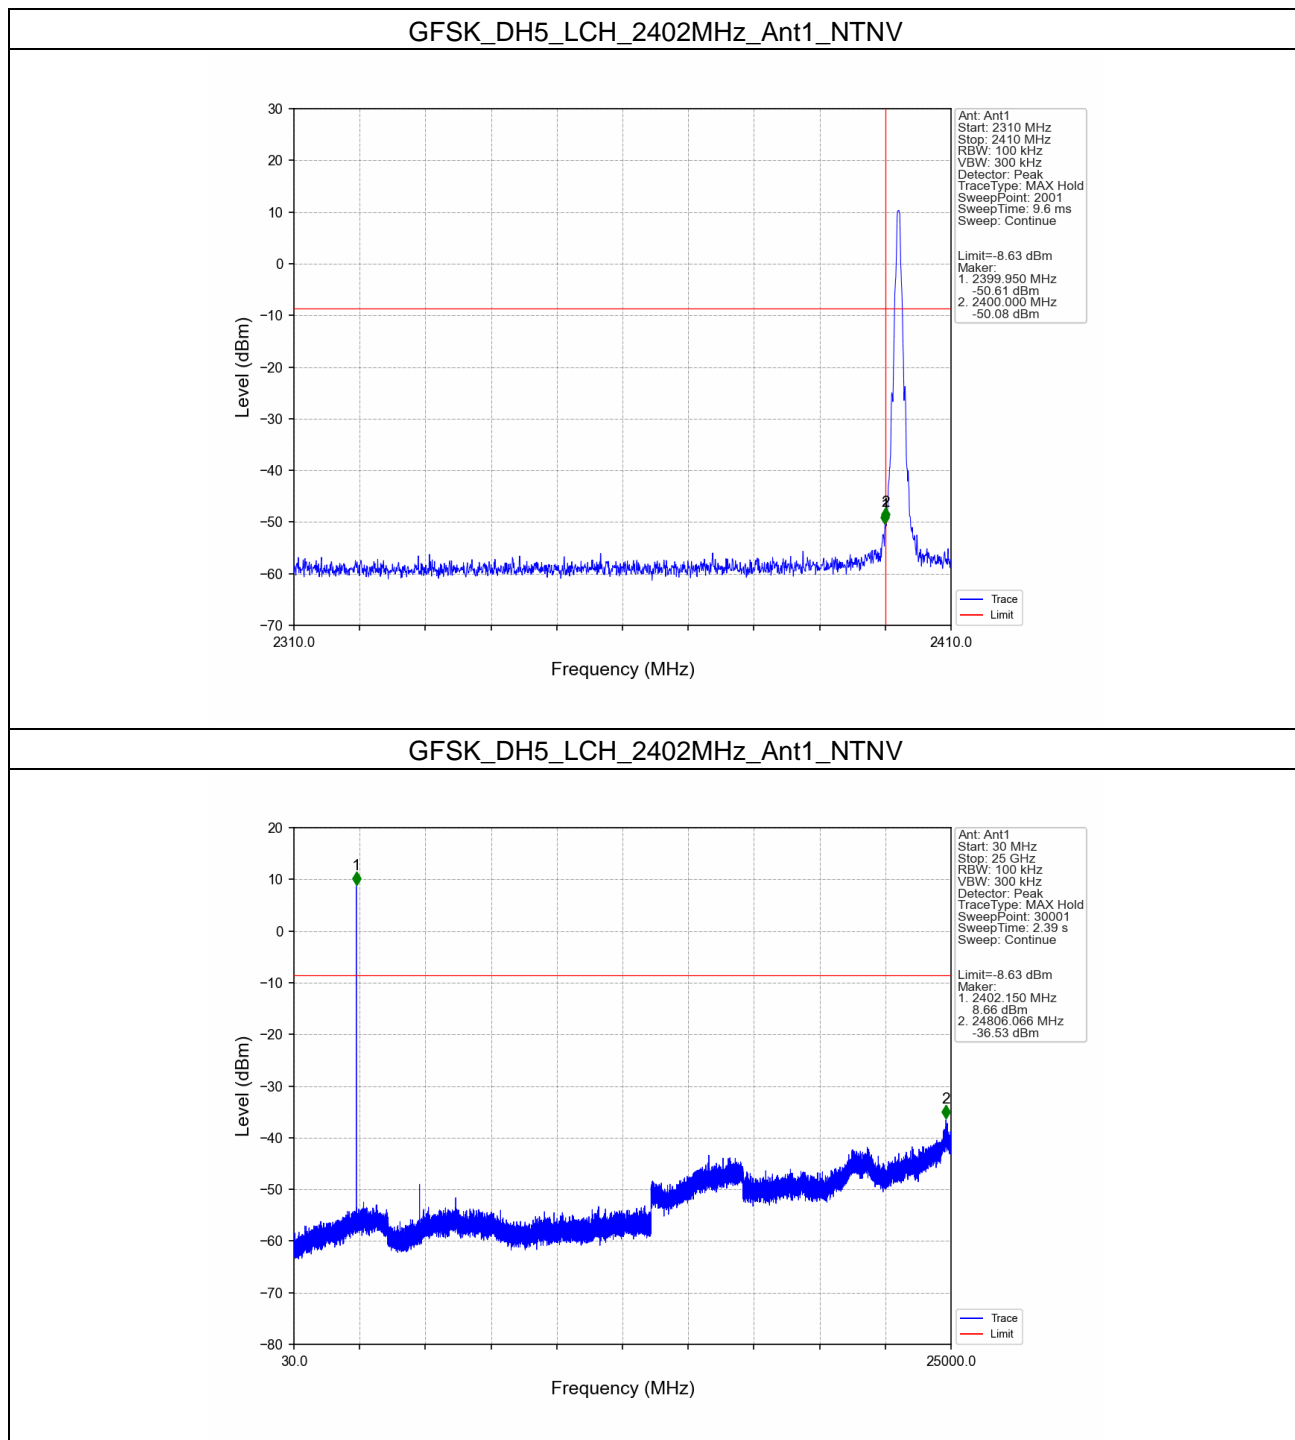 GFSK_DH5_LCH_2402MHz_Ant1_NTNV
30
20
10
0
−10
−20
−30
−40
−50
−60
−70
Level (dBm)
2310.0
2410.0
Frequency (MHz)
2
Ant: Ant1
Start: 2310 MHz
Stop: 2410 MHz
RBW: 100 kHz
VBW: 300 kHz
Detector: Peak
TraceType: MAX Hold
SweepPoint: 2001
SweepTime: 9.6 ms
Sweep: Continue
Limit=-8.63 dBm
Maker:
1. 2399.950 MHz
-50.61 dBm
2. 2400.000 MHz
-50.08 dBm
Trace
Limit
GFSK_DH5_LCH_2402MHz_Ant1_NTNV
20
10
0
−10
−20
−30
−40
−50
−60
−70
−80
Level (dBm)
30.0
25000.0
Frequency (MHz)
1
2
Ant: Ant1
Start: 30 MHz
Stop: 25 GHz
RBW: 100 kHz
VBW: 300 kHz
Detector: Peak
TraceType: MAX Hold
SweepPoint: 30001
SweepTime: 2.39 s
Sweep: Continue
Limit=-8.63 dBm
Maker:
1. 2402.150 MHz
8.66 dBm
2. 24806.066 MHz
-36.53 dBm
Trace
Limit